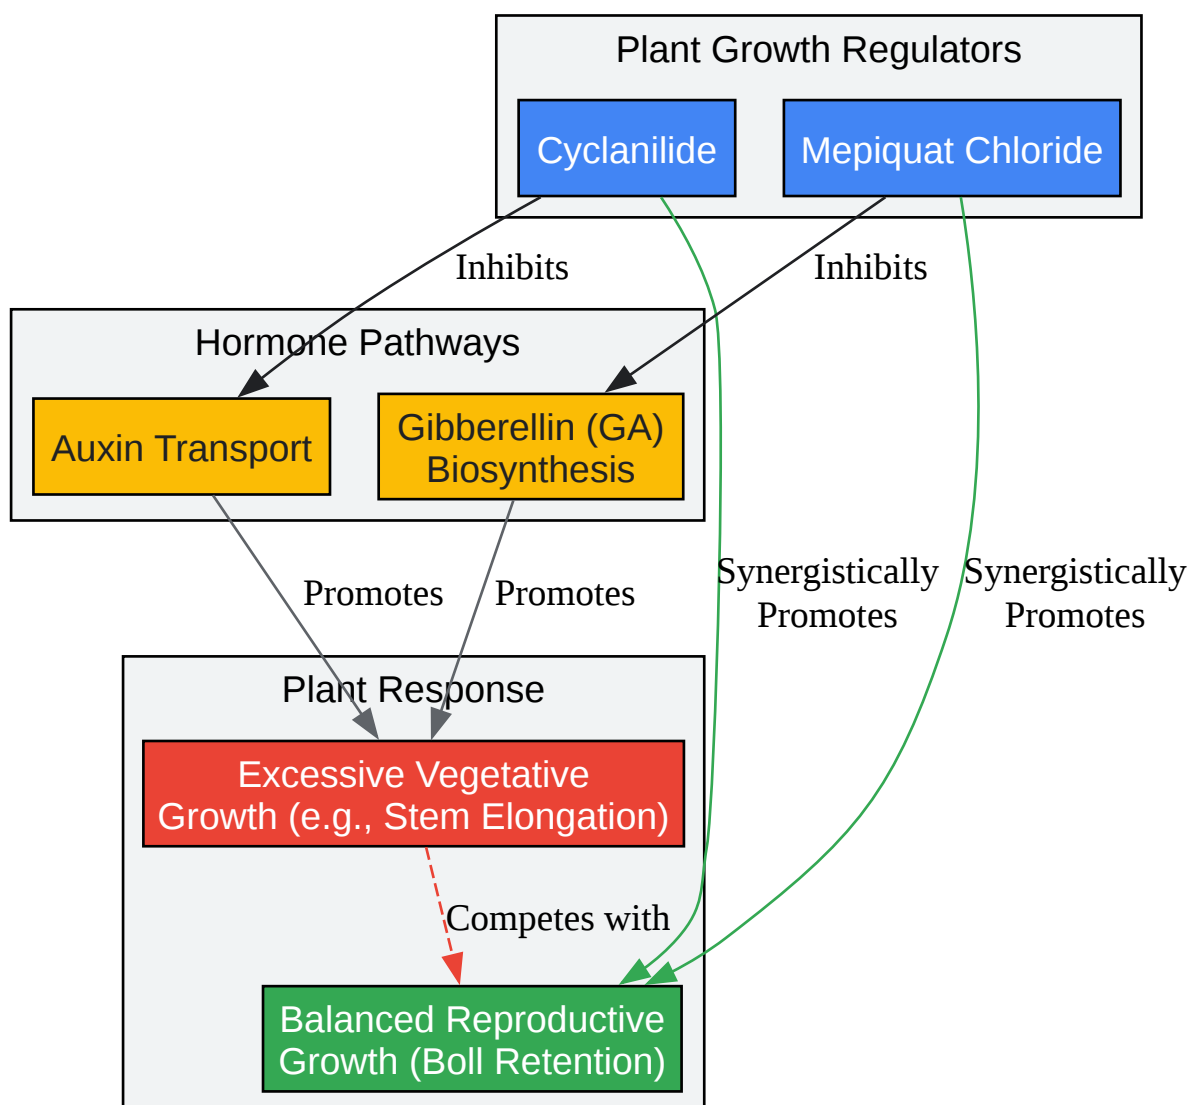 Plant Growth Regulators
Cyclanilide
Mepiquat Chloride
Inhibits
Inhibits
Hormone Pathways
Auxin Transport
Gibberellin (GA)
Biosynthesis
Promotes
Promotes
Synergistically
Promotes
Synergistically
Promotes
Plant Response
Excessive Vegetative
Growth (e.g., Stem Elongation)
Competes with
Balanced Reproductive
Growth (Boll Retention)